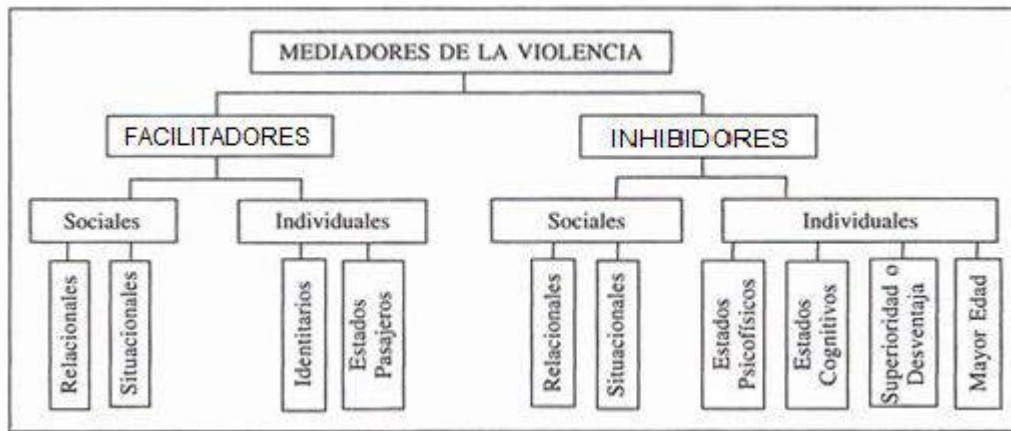 MEDIADORES DE LA VIOLENCIA
FACILITADORES
INHIBIDORES
Sociales
Individuales
Sociales
Individuales
Relacionales
Situacionales
Identitarios
Estados
Pasajeros
Relacionales
Situacionales
Estados
Psicofísicos
Estados
Cognitivos
Superioridad o
Desventaja
Mayor Edad